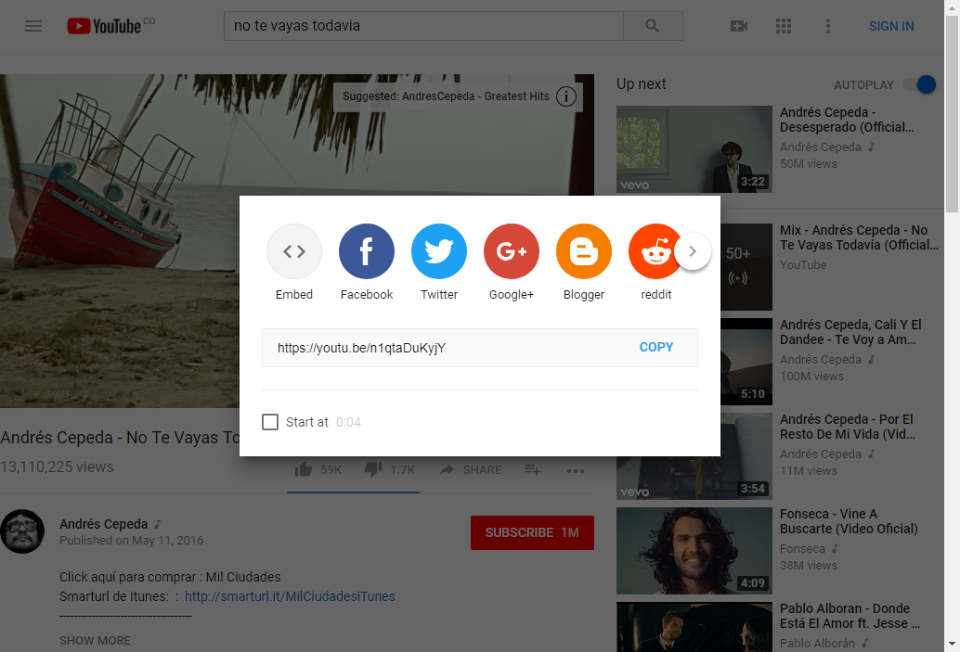 YouTube CO
no te vayas todavia
SIGN IN
Suggested: AndresCepeda - Greatest Hits
Embed
Facebook
Twitter
G+
Google+
Blogger
reddit
https://youtu.be/n1qtaDuKyjY
COPY
Start at 0:04
Andrés Cepeda - No Te Vayas To
13,110,225 views
59K
1.7K
SHARE
Andrés Cepeda
Published on May 11, 2016
SUBSCRIBE 1M
Click aquí para comprar : Mil Ciudades
Smarturl de Itunes: : http://smarturl.it/MilCiudadesiTunes
----------------------------------------
SHOW MORE
Up next
AUTOPLAY
vevo
3:22
Andrés Cepeda -
Desesperado (Official...
Andrés Cepeda
50M views
50+
Mix - Andrés Cepeda - No
Te Vayas Todavía (Official...
YouTube
5:10
Andrés Cepeda, Cali Y El
Dandee - Te Voy a Am...
Andrés Cepeda
100M views
vevo
3:54
Andrés Cepeda - Por El
Resto De Mi Vida (Vid...
Andrés Cepeda
11M views
4:09
Fonseca - Vine A
Buscarte (Video Oficial)
Fonseca
38M views
Pablo Alboran - Donde
Está El Amor ft. Jesse ...
Pablo Alborán